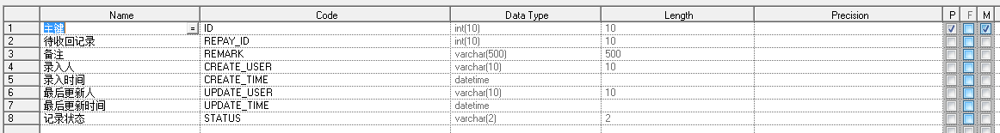 Name Code Data Type Length Precision P F M
1 主键 = ID int(10) 10
2 待收回记录 REPAY_ID int(10) 10
3 备注 REMARK varchar(500) 500
4 录入人 CREATE_USER varchar(10) 10
5 录入时间 CREATE_TIME datetime
6 最后更新人 UPDATE_USER varchar(10) 10
7 最后更新时间 UPDATE_TIME datetime
8 记录状态 STATUS varchar(2) 2